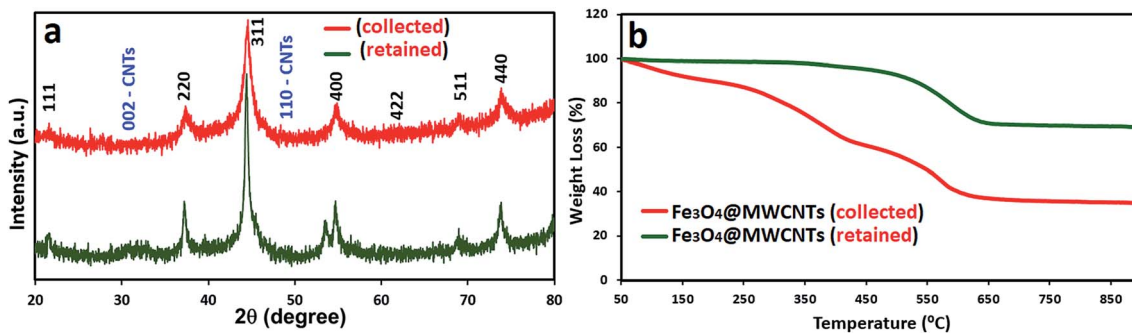 a
(collected)
(retained)
111
002 - CNTs
220
311
110 - CNTs
400
422
511
440
Intensity (a.u.)
20 30 40 50 60 70 80
2θ (degree)
b
120
100
80
60
40
20
0
Weight Loss (%)
Fe₃O₄@MWCNTs (collected)
Fe₃O₄@MWCNTs (retained)
50 150 250 350 450 550 650 750 850
Temperature (⁰C)